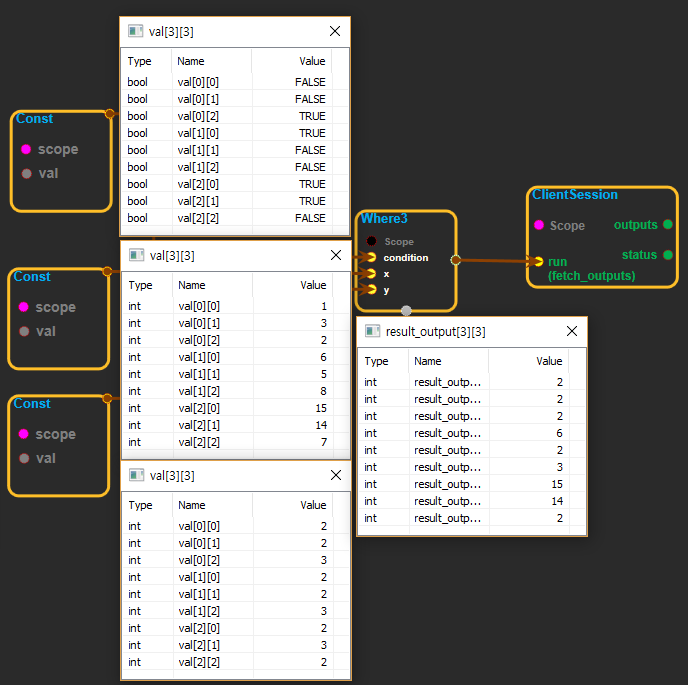 val[3][3]
Type Name Value
bool val[0][0] FALSE
bool val[0][1] FALSE
bool val[0][2] TRUE
bool val[1][0] TRUE
bool val[1][1] FALSE
bool val[1][2] FALSE
bool val[2][0] TRUE
bool val[2][1] TRUE
bool val[2][2] FALSE
Const
scope
val
val[3][3]
Type Name Value
int val[0][0] 1
int val[0][1] 3
int val[0][2] 2
int val[1][0] 6
int val[1][1] 5
int val[1][2] 8
int val[2][0] 15
int val[2][1] 14
int val[2][2] 7
Const
scope
val
Const
scope
val
val[3][3]
Type Name Value
int val[0][0] 2
int val[0][1] 2
int val[0][2] 3
int val[1][0] 2
int val[1][1] 2
int val[1][2] 3
int val[2][0] 2
int val[2][1] 3
int val[2][2] 2
Where3
Scope
condition
x
y
ClientSession
Scope outputs
status
run
(fetch_outputs)
result_output[3][3]
Type Name Value
int result_outp... 2
int result_outp... 2
int result_outp... 2
int result_outp... 6
int result_outp... 2
int result_outp... 3
int result_outp... 15
int result_outp... 14
int result_outp... 2